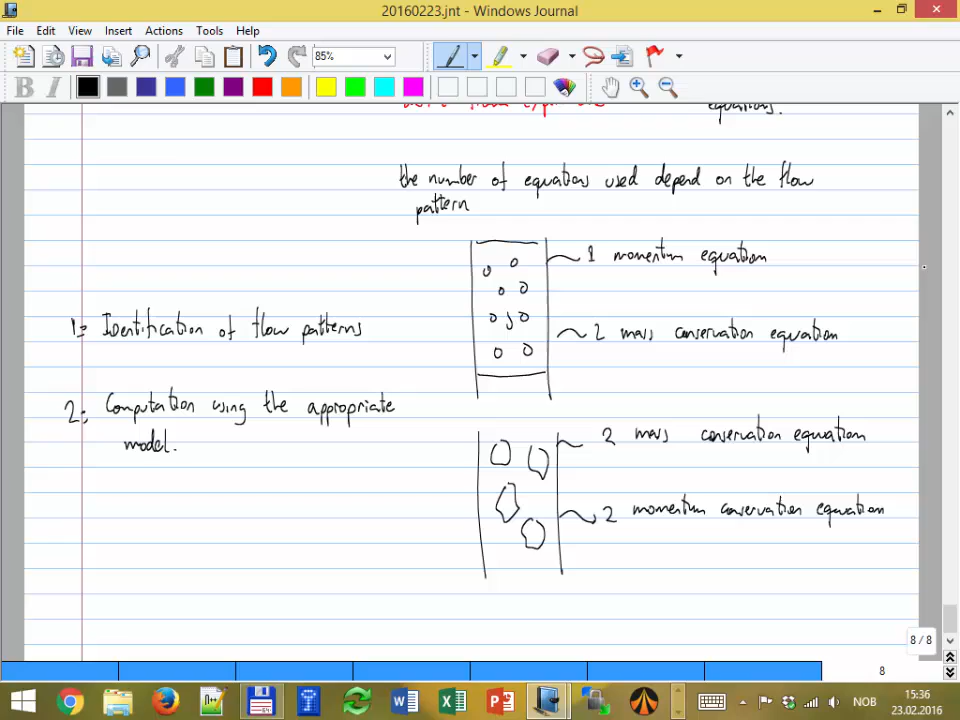 20160223.jnt - Windows Journal
File Edit View Insert Actions Tools Help
85%
B I
equations.
the number of equations used depend on the flow
pattern
1 momentum equation
1: Identification of flow patterns
2 mass conservation equation
2: Computation using the appropriate
model.
2 mass conservation equation
2 momentum conservation equation
8 / 8
8
NOB
15:36
23.02.2016